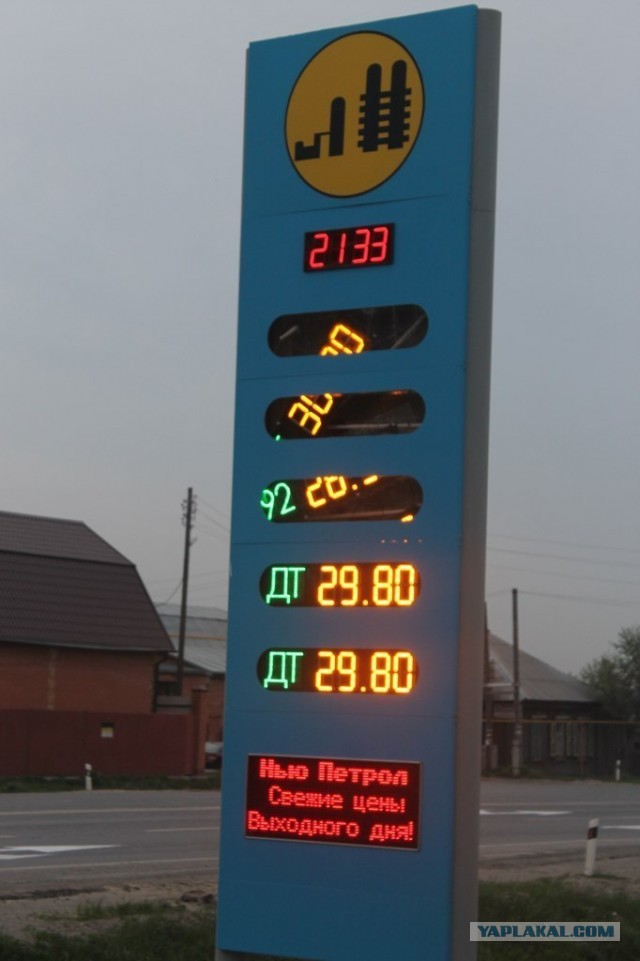 2133
92
ДТ 29.80
ДТ 29.80
Нью Петрол
Свежие цены
Выходного дня!
YAPLAKAL.COM